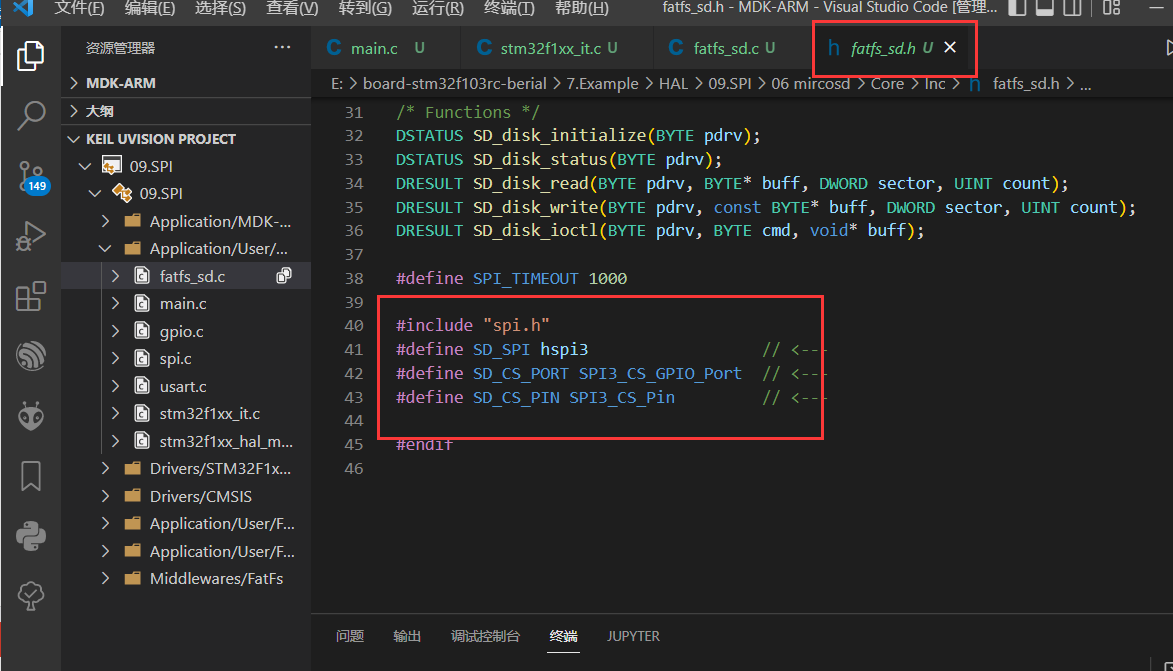 文件(F) 编辑(E) 选择(S) 查看(V) 转到(G) 运行(R) 终端(T) 帮助(H) fatfs_sd.h - MDK-ARM - Visual Studio Code [管理...
资源管理器 ...
MDK-ARM
大纲
KEIL UVISION PROJECT
09.SPI
09.SPI
Application/MDK-...
Application/User/...
fatfs_sd.c
main.c
gpio.c
spi.c
usart.c
stm32f1xx_it.c
stm32f1xx_hal_m...
Drivers/STM32F1x...
Drivers/CMSIS
Application/User/F...
Application/User/F...
Middlewares/FatFs
149
C main.c U C stm32f1xx_it.c U C fatfs_sd.c U h fatfs_sd.h U
E: > board-stm32f103rc-berial > 7.Example > HAL > 09.SPI > 06 mircosd > Core > Inc > h fatfs_sd.h > ...
31 /* Functions */
32 DSTATUS SD_disk_initialize(BYTE pdrv);
33 DSTATUS SD_disk_status(BYTE pdrv);
34 DRESULT SD_disk_read(BYTE pdrv, BYTE* buff, DWORD sector, UINT count);
35 DRESULT SD_disk_write(BYTE pdrv, const BYTE* buff, DWORD sector, UINT count);
36 DRESULT SD_disk_ioctl(BYTE pdrv, BYTE cmd, void* buff);
37
38 #define SPI_TIMEOUT 1000
39
40 #include "spi.h"
41 #define SD_SPI hspi3 // <---
42 #define SD_CS_PORT SPI3_CS_GPIO_Port // <---
43 #define SD_CS_PIN SPI3_CS_Pin // <---
44
45 #endif
46
问题 输出 调试控制台 终端 JUPYTER